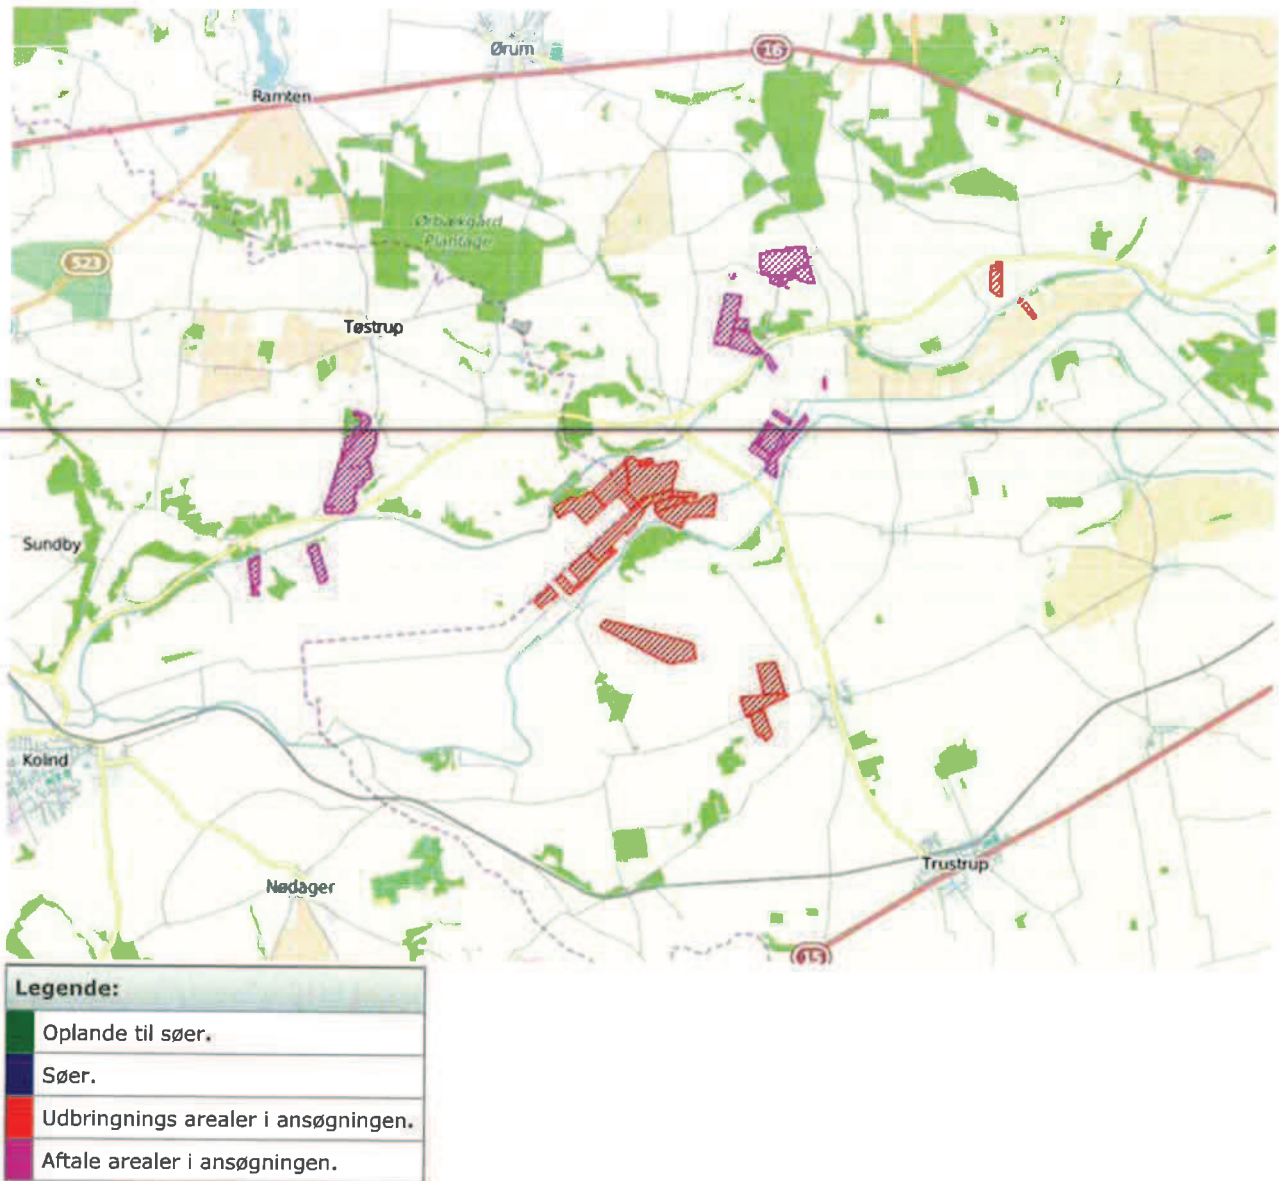 Ørum
16
Ramten
Ørbækgård
Plantage
523
Tøstrup
Sundby
Kolind
Trustrup
Nødager
Legende:
Oplande til søer.
Søer.
Udbringnings arealer i ansøgningen.
Aftale arealer i ansøgningen.